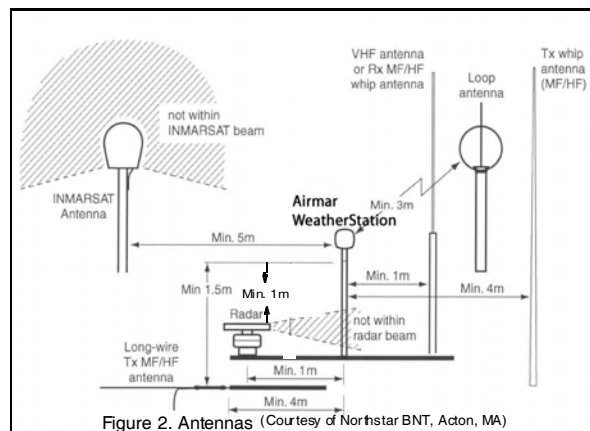 VHF antenna
or Rx MF/HF
whip antenna
Tx whip
antenna
(MF/HF)
Loop
antenna
not within
INMARSAT beam
INMARSAT
Antenna
Airmar
WeatherStation
Min. 3m
Min. 5m
Min. 1m
Min 1.5m
Min. 1m
Min. 4m
Radar
not within
radar beam
Long-wire
Tx MF/HF
antenna
Min. 1m
Min. 4m
Figure 2. Antennas (Courtesy of Northstar BNT, Acton, MA)